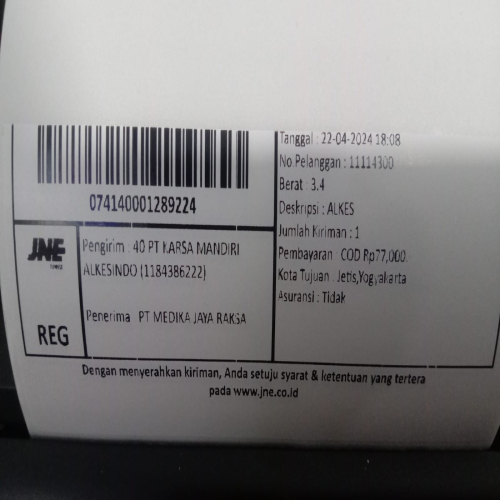 074140001289224
JNE
EXPRESS
REG
Pengirim : 40 PT KARSA MANDIRI
ALKESINDO (1184386222)
Penerima : PT MEDIKA JAYA RAKSA
Tanggal : 22-04-2024 18:08
No Pelanggan : 11114300
Berat : 3.4
Deskripsi : ALKES
Jumlah Kiriman : 1
Pembayaran : COD Rp77,000.
Kota Tujuan : Jetis,Yogyakarta
Asuransi : Tidak
Dengan menyerahkan kiriman, Anda setuju syarat & ketentuan yang tertera
pada www.jne.co.id